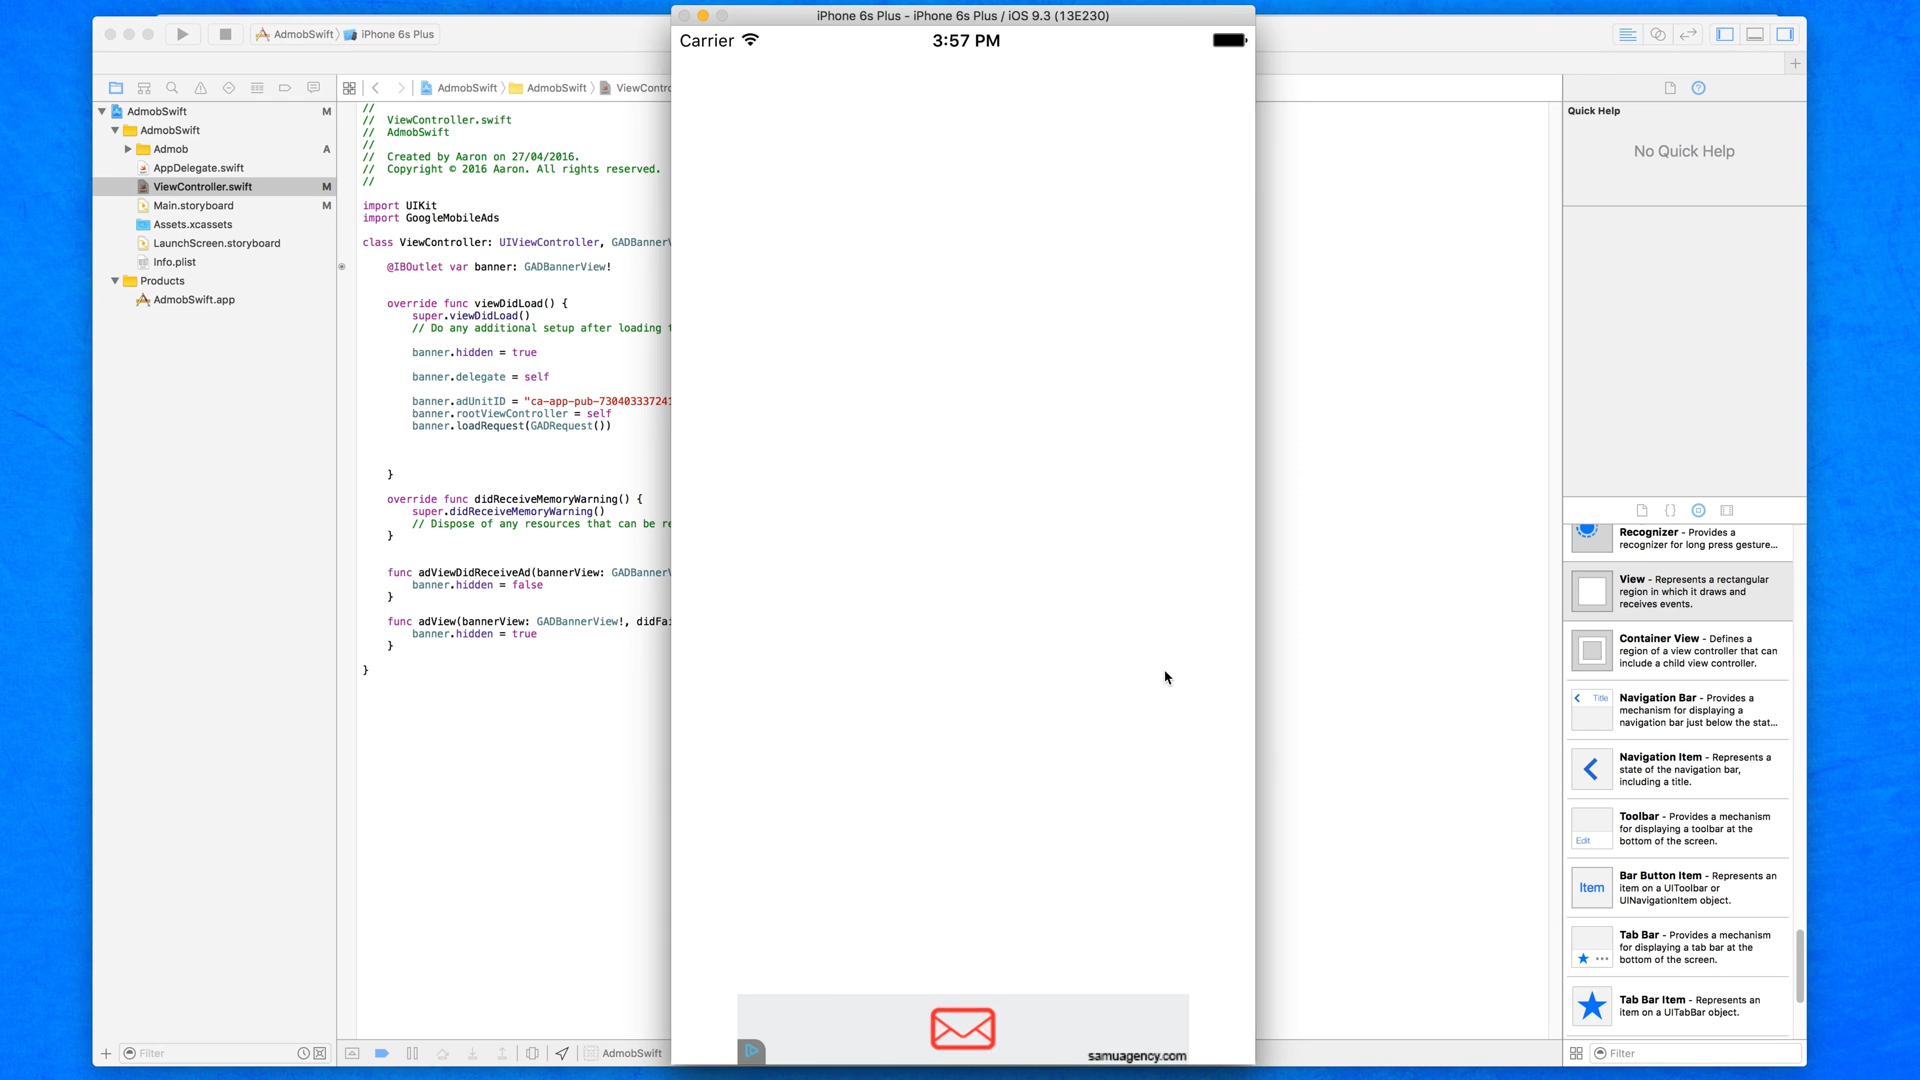 iPhone 6s Plus - iPhone 6s Plus / iOS 9.3 (13E230)
AdmobSwift
iPhone 6s Plus
Carrier
3:57 PM
AdmobSwift
AdmobSwift
ViewContro
AdmobSwift M
AdmobSwift
Admob A
AppDelegate.swift
ViewController.swift M
Main.storyboard M
Assets.xcassets
LaunchScreen.storyboard
Info.plist
Products
AdmobSwift.app
//
// ViewController.swift
// AdmobSwift
//
// Created by Aaron on 27/04/2016.
// Copyright © 2016 Aaron. All rights reserved.
//
import UIKit
import GoogleMobileAds
class ViewController: UIViewController, GADBannerV
@IBOutlet var banner: GADBannerView!
override func viewDidLoad() {
super.viewDidLoad()
// Do any additional setup after loading t
banner.hidden = true
banner.delegate = self
banner.adUnitID = "ca-app-pub-73040333724
banner.rootViewController = self
banner.loadRequest(GADRequest())
}
override func didReceiveMemoryWarning() {
super.didReceiveMemoryWarning()
// Dispose of any resources that can be re
}
func adViewDidReceiveAd(bannerView: GADBannerV
banner.hidden = false
}
func adView(bannerView: GADBannerView!, didFai
banner.hidden = true
}
}
samuagency.com
Quick Help
No Quick Help
Recognizer - Provides a
recognizer for long press gesture...
View - Represents a rectangular
region in which it draws and
receives events.
Container View - Defines a
region of a view controller that can
include a child view controller.
Title
Navigation Bar - Provides a
mechanism for displaying a
navigation bar just below the stat...
Navigation Item - Represents a
state of the navigation bar,
including a title.
Edit
Toolbar - Provides a mechanism
for displaying a toolbar at the
bottom of the screen.
Item
Bar Button Item - Represents an
item on a UIToolbar or
UINavigationItem object.
Tab Bar - Provides a mechanism
for displaying a tab bar at the
bottom of the screen.
Tab Bar Item - Represents an
item on a UITabBar object.
Filter
AdmobSwift
Filter